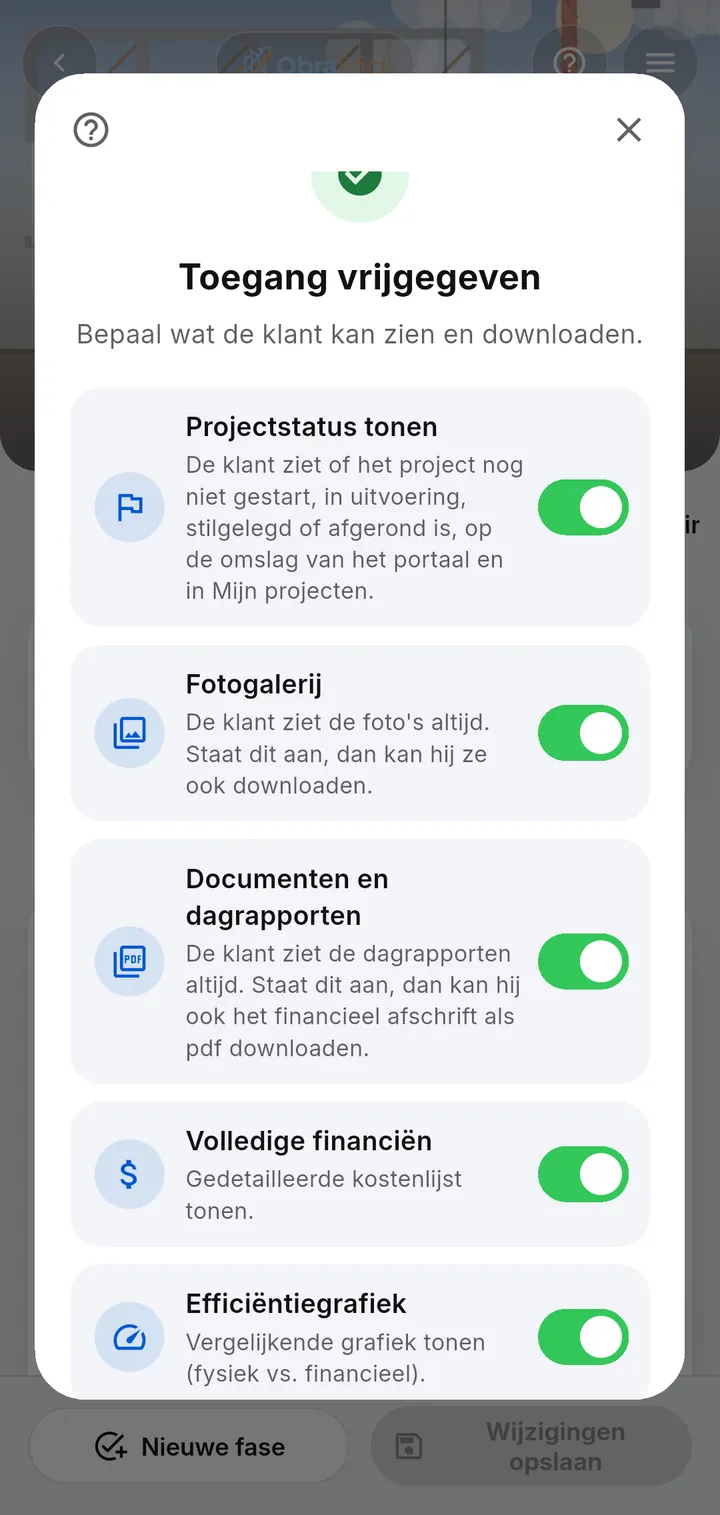 Toegang vrijgegeven
Bepaal wat de klant kan zien en downloaden.
Projectstatus tonen
De klant ziet of het project nog
niet gestart, in uitvoering,
stilgelegd of afgerond is, op
de omslag van het portaal en
in Mijn projecten.
Fotogalerij
De klant ziet de foto's altijd.
Staat dit aan, dan kan hij ze
ook downloaden.
Documenten en
dagrapporten
PDF
De klant ziet de dagrapporten
altijd. Staat dit aan, dan kan hij
ook het financieel afschrift als
pdf downloaden.
Volledige financiën
Gedetailleerde kostenlijst
tonen.
Efficiëntiegrafiek
Vergelijkende grafiek tonen
(fysiek vs. financieel).
Nieuwe fase
Wijzigingen
opslaan